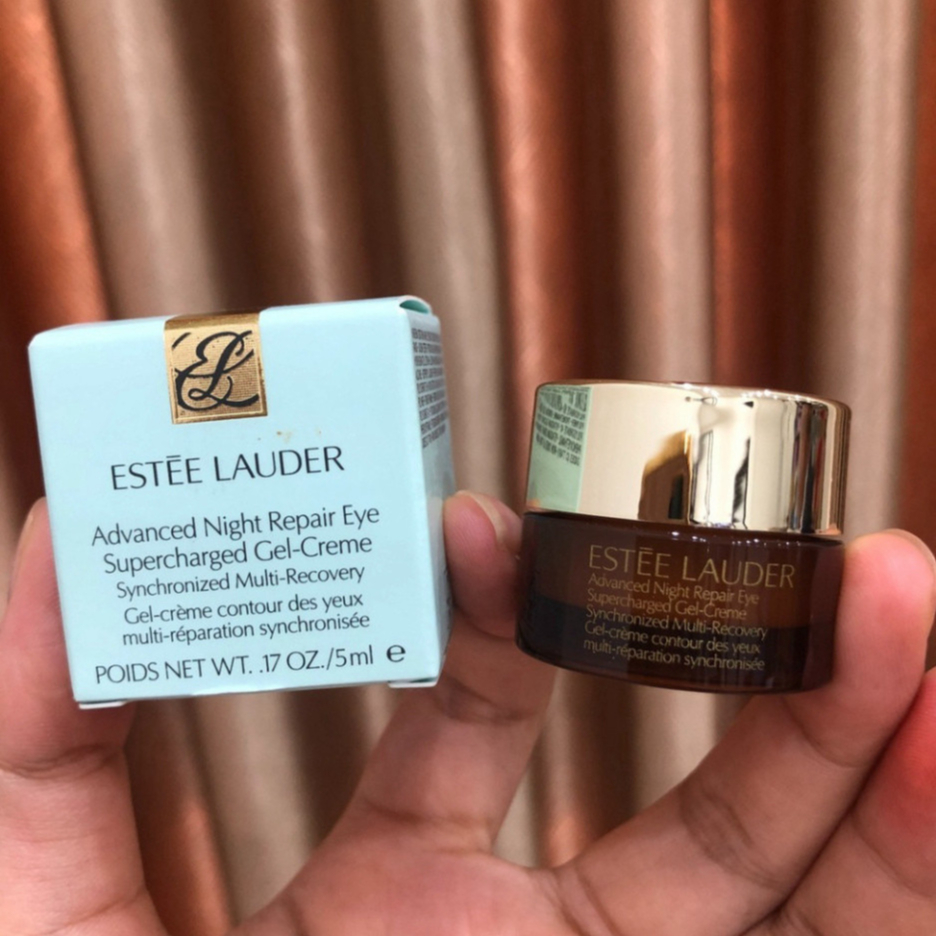 EL
ESTĒE LAUDER
Advanced Night Repair Eye
Supercharged Gel-Creme
Synchronized Multi-Recovery
Gel-crème contour des yeux
multi-réparation synchronisée
POIDS NET WT. .17 OZ./5ml e
ESTĒE LAUDER
Advanced Night Repair Eye
Supercharged Gel-Creme
Synchronized Multi-Recovery
Gel-crème contour des yeux
multi-réparation synchronisée